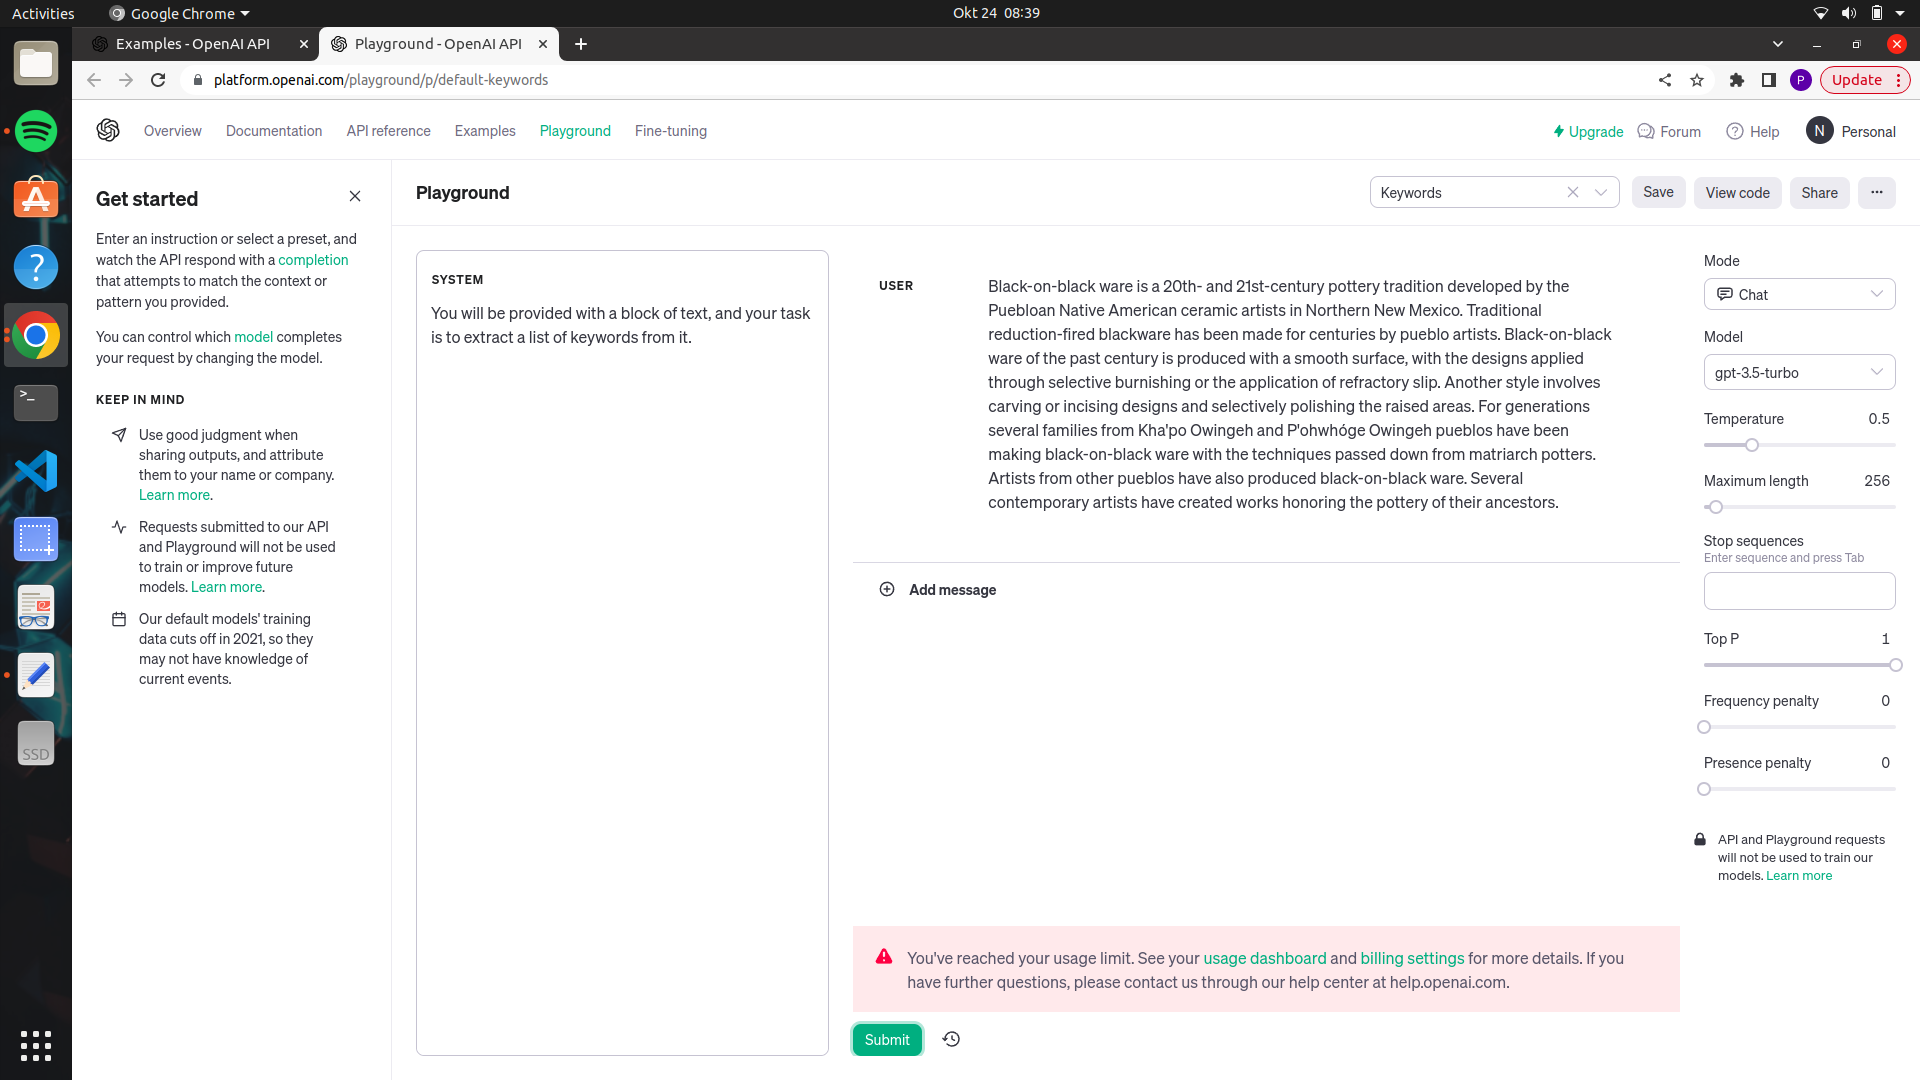 Activities
Google Chrome
Okt 24 08:39
Examples - OpenAI API
Playground - OpenAI API
platform.openai.com/playground/p/default-keywords
P
Update
Overview
Documentation
API reference
Examples
Playground
Fine-tuning
Upgrade
Forum
Help
N
Personal
Get started
Enter an instruction or select a preset, and
watch the API respond with a completion
that attempts to match the context or
pattern you provided.
You can control which model completes
your request by changing the model.
KEEP IN MIND
Use good judgment when
sharing outputs, and attribute
them to your name or company.
Learn more.
Requests submitted to our API
and Playground will not be used
to train or improve future
models. Learn more.
Our default models' training
data cuts off in 2021, so they
may not have knowledge of
current events.
SSD
Playground
Keywords
Save
View code
Share
SYSTEM
You will be provided with a block of text, and your task
is to extract a list of keywords from it.
USER
Black-on-black ware is a 20th- and 21st-century pottery tradition developed by the
Puebloan Native American ceramic artists in Northern New Mexico. Traditional
reduction-fired blackware has been made for centuries by pueblo artists. Black-on-black
ware of the past century is produced with a smooth surface, with the designs applied
through selective burnishing or the application of refractory slip. Another style involves
carving or incising designs and selectively polishing the raised areas. For generations
several families from Kha'po Owingeh and P'ohwhóge Owingeh pueblos have been
making black-on-black ware with the techniques passed down from matriarch potters.
Artists from other pueblos have also produced black-on-black ware. Several
contemporary artists have created works honoring the pottery of their ancestors.
Add message
You've reached your usage limit. See your usage dashboard and billing settings for more details. If you
have further questions, please contact us through our help center at help.openai.com.
Submit
Mode
Chat
Model
gpt-3.5-turbo
Temperature 0.5
Maximum length 256
Stop sequences
Enter sequence and press Tab
Top P 1
Frequency penalty 0
Presence penalty 0
API and Playground requests
will not be used to train our
models. Learn more